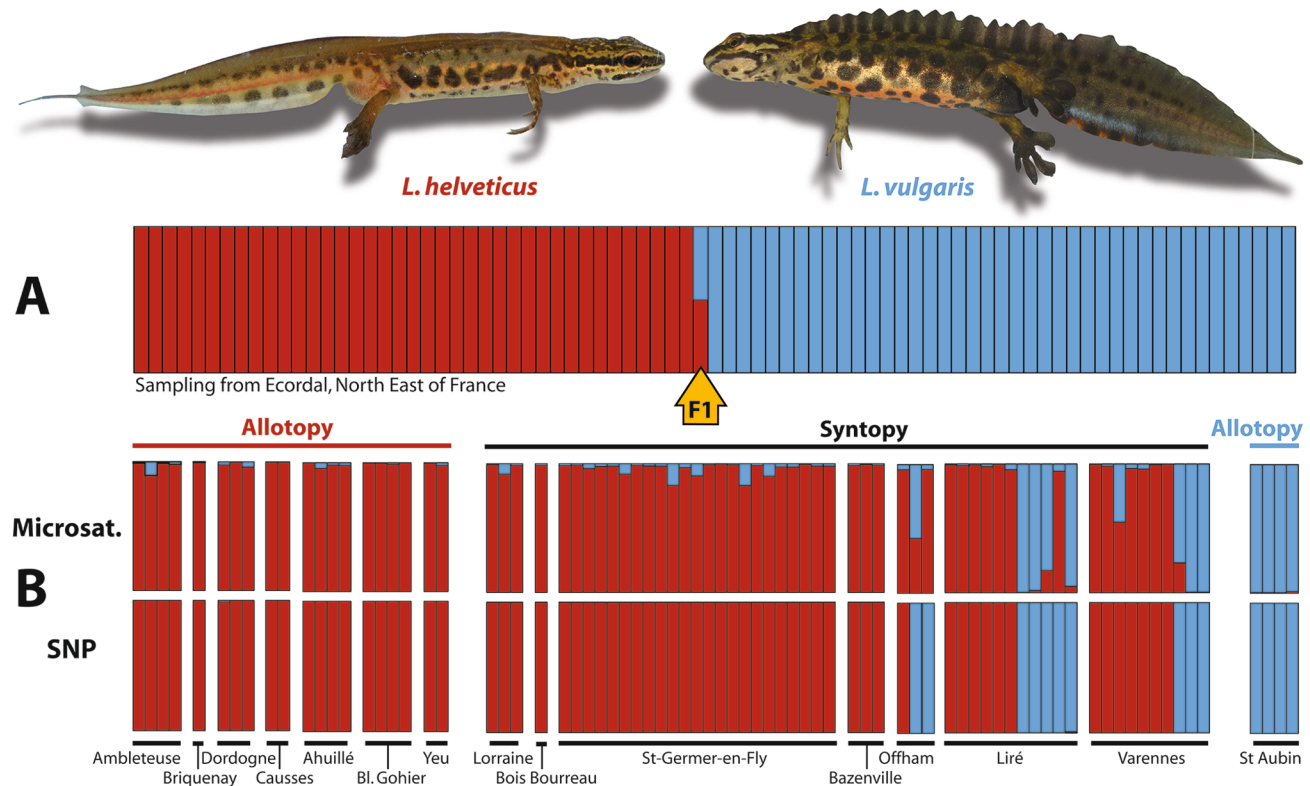 L. helveticus
L. vulgaris
A
Sampling from Ecordal, North East of France
F1
Allotopy
Syntopy
Allotopy
Microsat.
B
SNP
Ambleteuse
Briquenay
Dordogne
Causses
Ahuillé
Bl. Gohier
Yeu
Lorraine
Bois Bourreau
St-Germer-en-Fly
Bazenville
Offham
Liré
Varennes
St Aubin